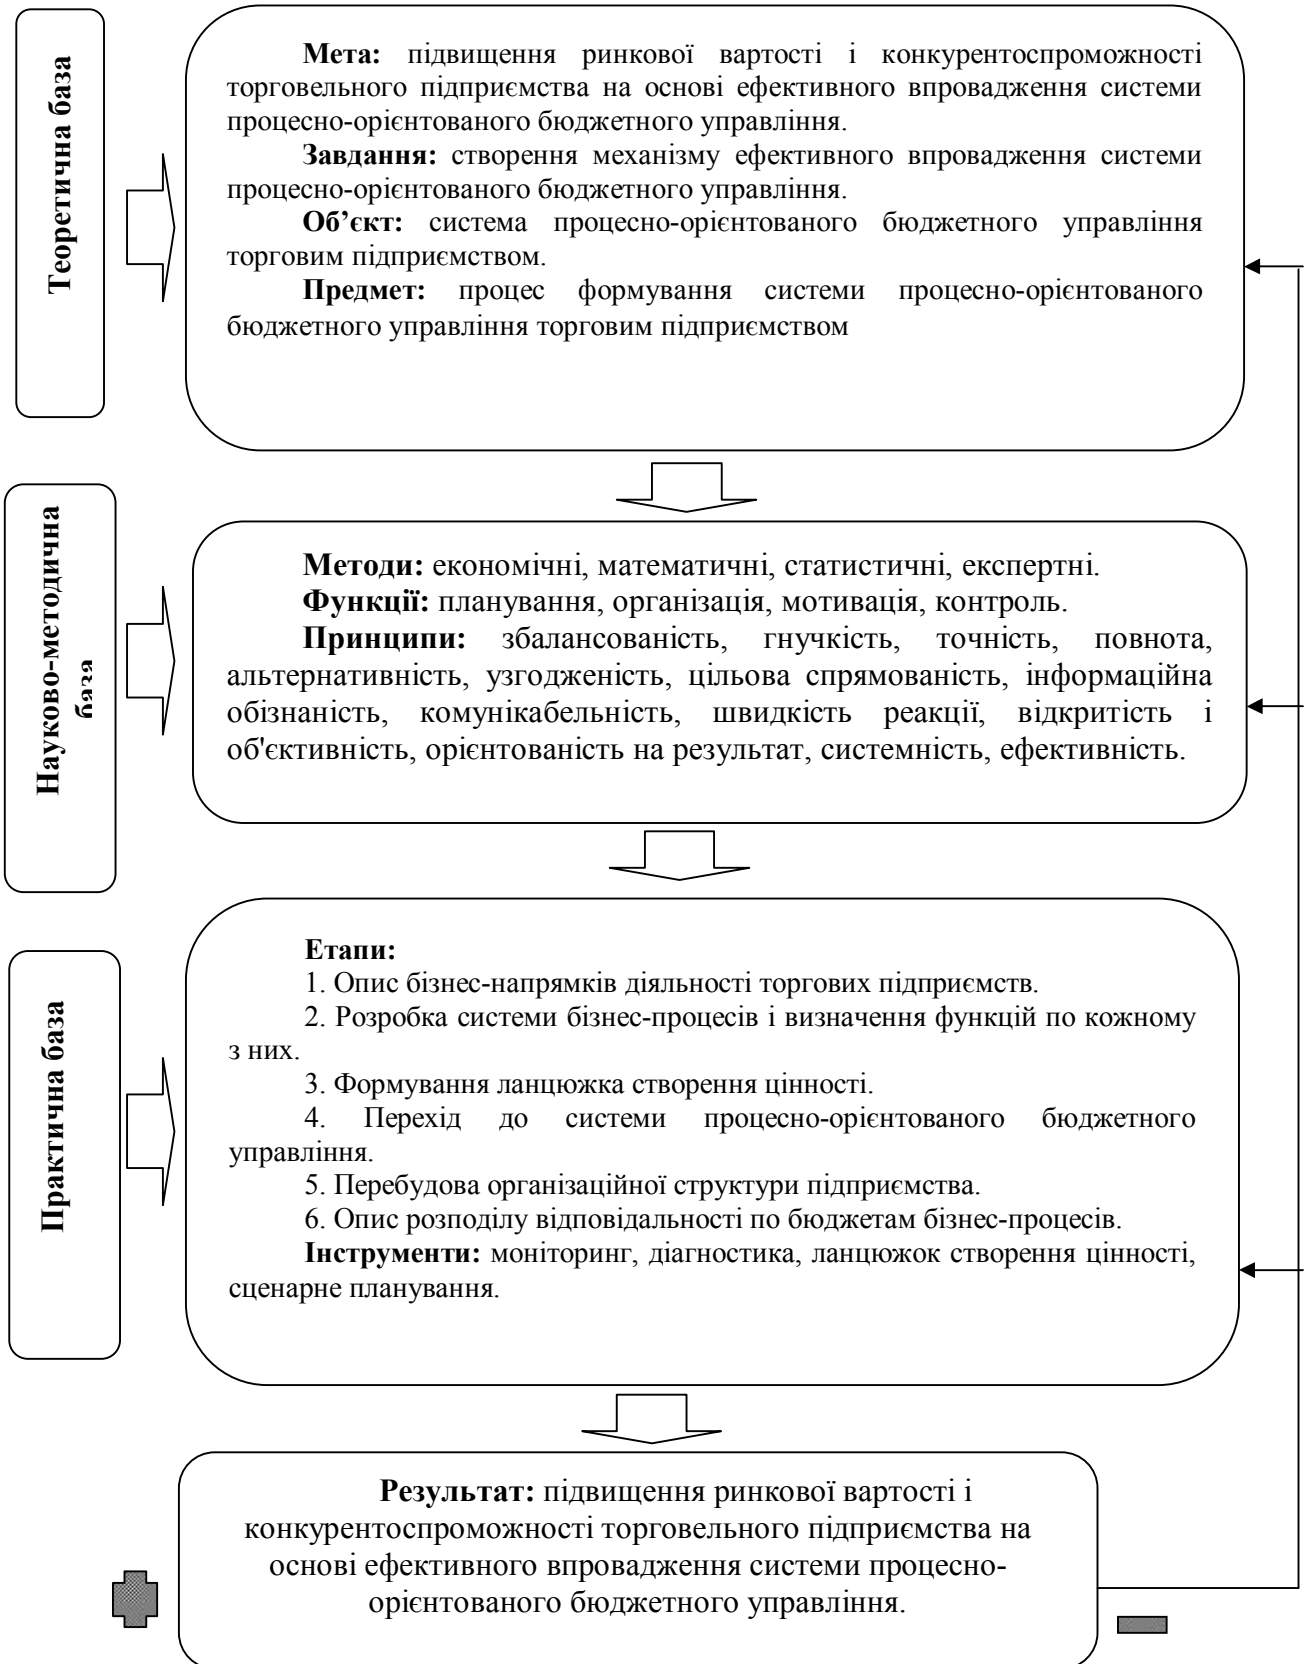 Теоретична база
Мета: підвищення ринкової вартості і конкурентоспроможності
торговельного підприємства на основі ефективного впровадження системи
процесно-орієнтованого бюджетного управління.
Завдання: створення механізму ефективного впровадження системи
процесно-орієнтованого бюджетного управління.
Об’єкт: система процесно-орієнтованого бюджетного управління
торговим підприємством.
Предмет: процес формування системи процесно-орієнтованого
бюджетного управління торговим підприємством
Науково-методична
база
Методи: економічні, математичні, статистичні, експертні.
Функції: планування, організація, мотивація, контроль.
Принципи: збалансованість, гнучкість, точність, повнота,
альтернативність, узгодженість, цільова спрямованість, інформаційна
обізнаність, комунікабельність, швидкість реакції, відкритість і
об'єктивність, орієнтованість на результат, системність, ефективність.
Практична база
Етапи:
1. Опис бізнес-напрямків діяльності торгових підприємств.
2. Розробка системи бізнес-процесів і визначення функцій по кожному
з них.
3. Формування ланцюжка створення цінності.
4. Перехід до системи процесно-орієнтованого бюджетного
управління.
5. Перебудова організаційної структури підприємства.
6. Опис розподілу відповідальності по бюджетам бізнес-процесів.
Інструменти: моніторинг, діагностика, ланцюжок створення цінності,
сценарне планування.
Результат: підвищення ринкової вартості і
конкурентоспроможності торговельного підприємства на
основі ефективного впровадження системи процесно-
орієнтованого бюджетного управління.